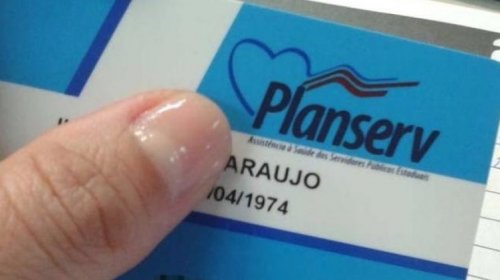 Planserv
Assistência à Saúde dos Servidores Públicos Estaduais
ARAUJO
/04/1974